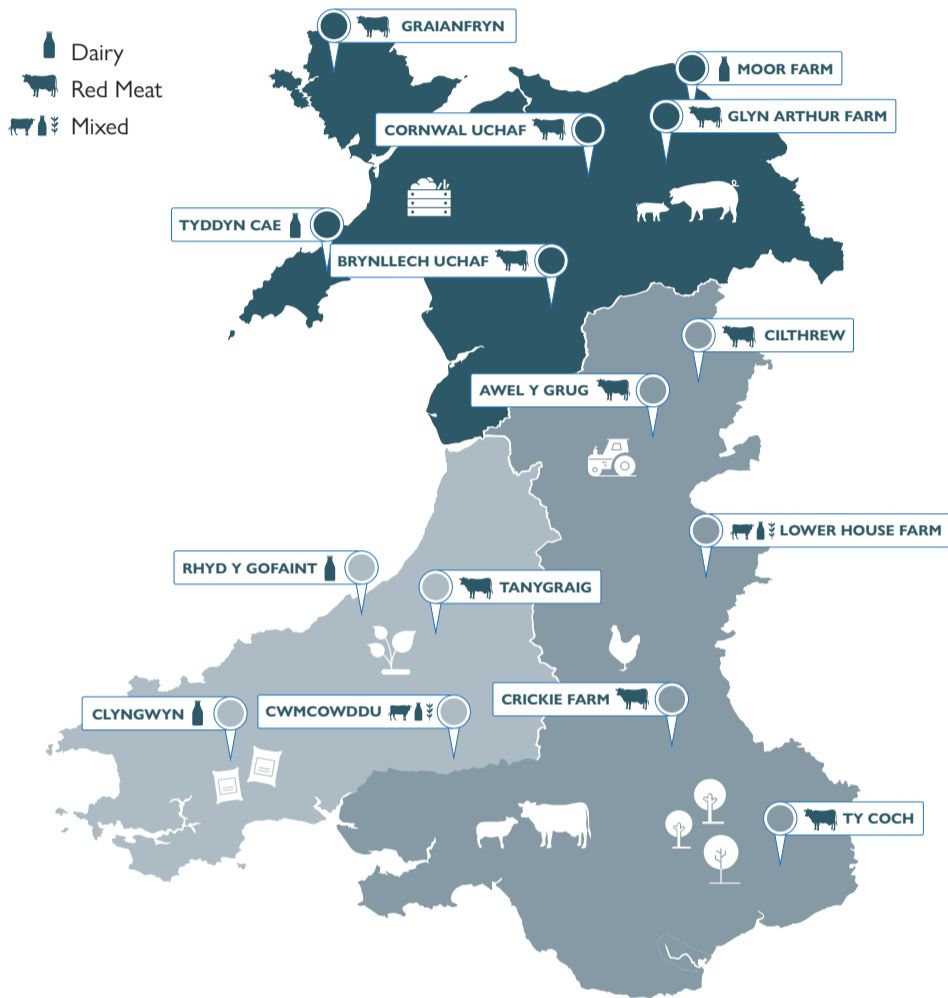 Dairy
Red Meat
Mixed
GRAIANFRYN
MOOR FARM
GLYN ARTHUR FARM
CORNWAL UCHAF
TYDDYN CAE
BRYNLLECH UCHAF
CILTHREW
AWEL Y GRUG
LOWER HOUSE FARM
RHYD Y GOFAINT
TANYGRAIG
CRICKIE FARM
CLYNGWYN
CWMCOWDDU
TY COCH